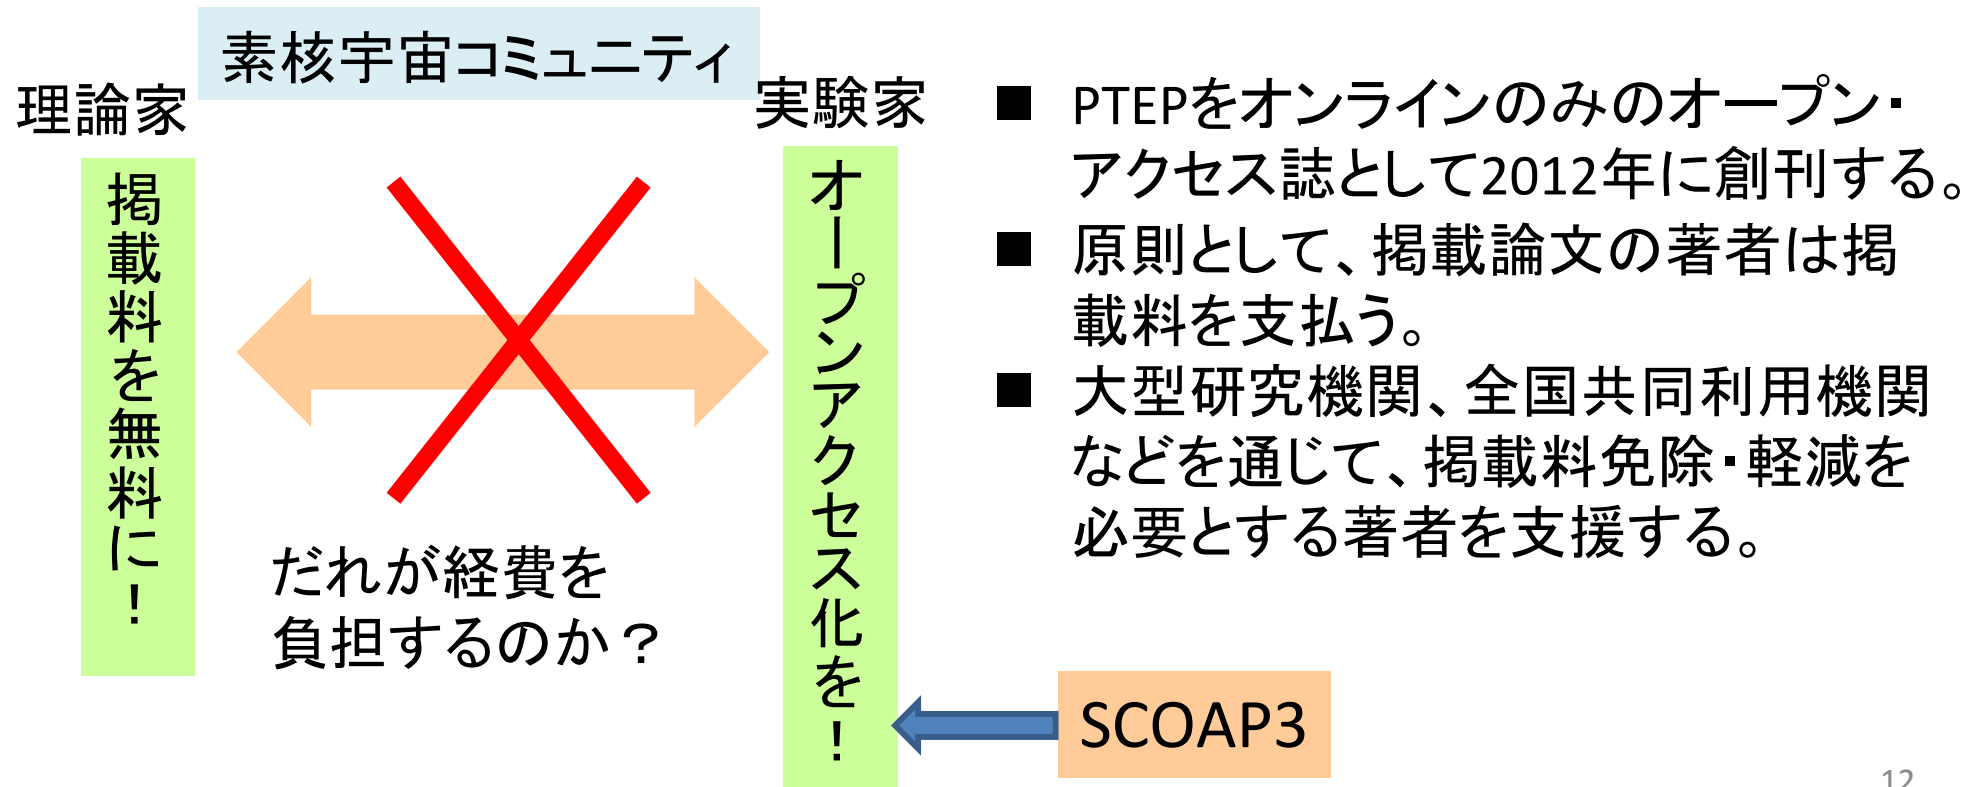 素核宇宙コミュニティ
理論家
実験家
掲載料を無料に！
オープンアクセス化を！
だれが経費を
負担するのか？
SCOAP3
■ PTEPをオンラインのみのオープン・
アクセス誌として2012年に創刊する。
■ 原則として、掲載論文の著者は掲
載料を支払う。
■ 大型研究機関、全国共同利用機関
などを通じて、掲載料免除・軽減を
必要とする著者を支援する。
12